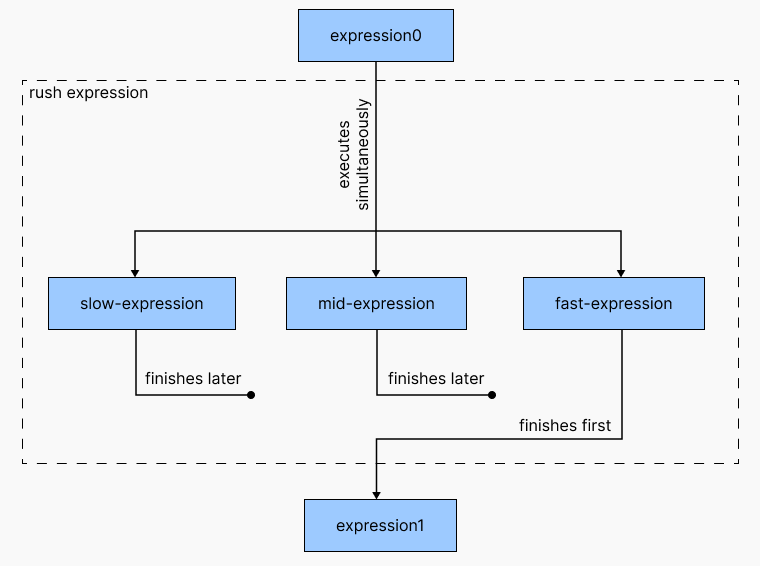 expression0
rush expression
executes
simultaneously
slow-expression
mid-expression
fast-expression
finishes later
finishes later
finishes first
expression1